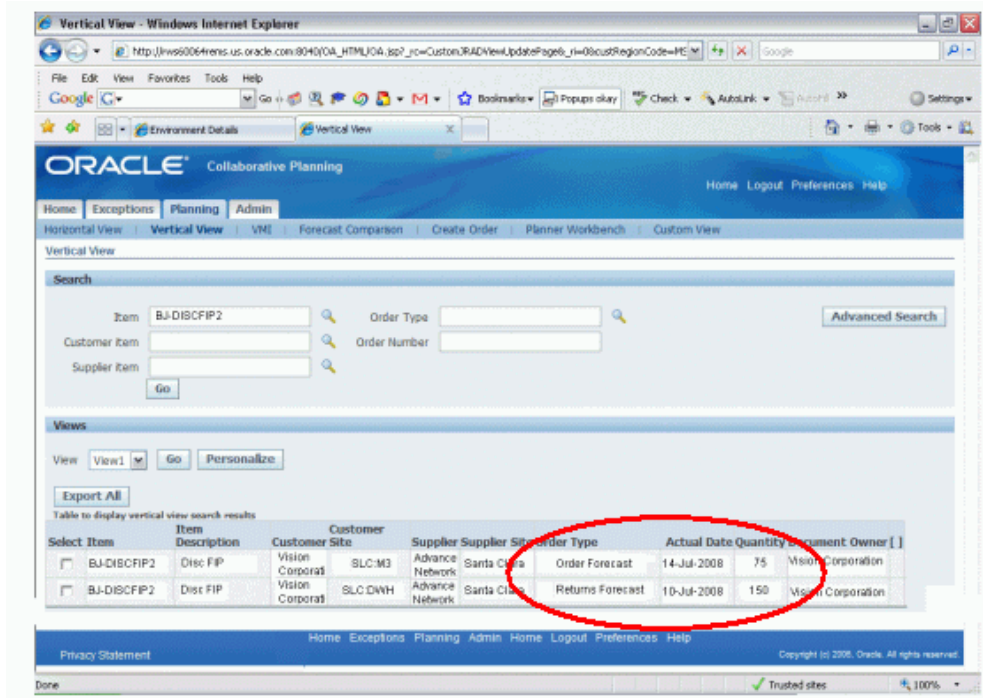 Vertical View - Windows Internet Explorer
File Edit View Favorites Tools Help
Google Go Bookmarks Popups okay Check AutoLink AutoFill Settings
Environment Details Vertical View Tools
ORACLE Collaborative Planning
Home Logout Preferences Help
Home Exceptions Planning Admin
Horizontal View Vertical View VMI Forecast Comparison Create Order Planner Workbench Custom View
Vertical View
Search
Item BJ-DISCFIP2 Order Type Advanced Search
Customer Item Order Number
Supplier Item
Go
Views
View View1 Go Personalize
Export All
Table to display vertical view search results
Select Item Item Description Customer Customer Site Supplier Supplier Site Order Type Actual Date Quantity Document Owner [ ]
BJ-DISCFIP2 Disc FIP Vision Corporati SLC:M3 Advance Network Santa Clara Order Forecast 14-Jul-2008 75 Vision Corporation
BJ-DISCFIP2 Disc FIP Vision Corporati SLC:DWH Advance Network Santa Clara Returns Forecast 10-Jul-2008 150 Vision Corporation
Home Exceptions Planning Admin Home Logout Preferences Help
Privacy Statement Copyright (c) 2006, Oracle. All rights reserved.
Done Trusted sites 100%